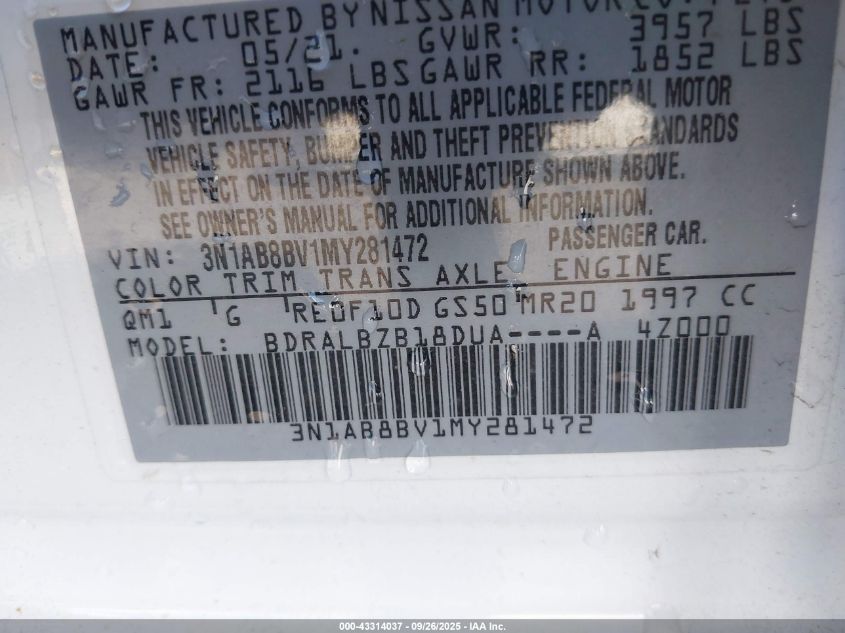 MANUFACTURED BY NISSAN MOTOR CO.,
DATE: 05/21. GVWR: 3957 LBS
GAWR FR: 2116 LBS GAWR RR: 1852 LBS
THIS VEHICLE CONFORMS TO ALL APPLICABLE FEDERAL MOTOR
VEHICLE SAFETY, BUMPER AND THEFT PREVENTION STANDARDS
IN EFFECT ON THE DATE OF MANUFACTURE SHOWN ABOVE.
SEE OWNER'S MANUAL FOR ADDITIONAL INFORMATION.
VIN: 3N1AB8BV1MY281472 PASSENGER CAR.
COLOR TRIM TRANS AXLE ENGINE
QM1 G RE0F10D GS50 MR20 1997 CC
MODEL: BDRALBZB18DUA----A 4Z000
3N1AB8BV1MY281472
000-43314037 - 09/26/2025 - IAA Inc.